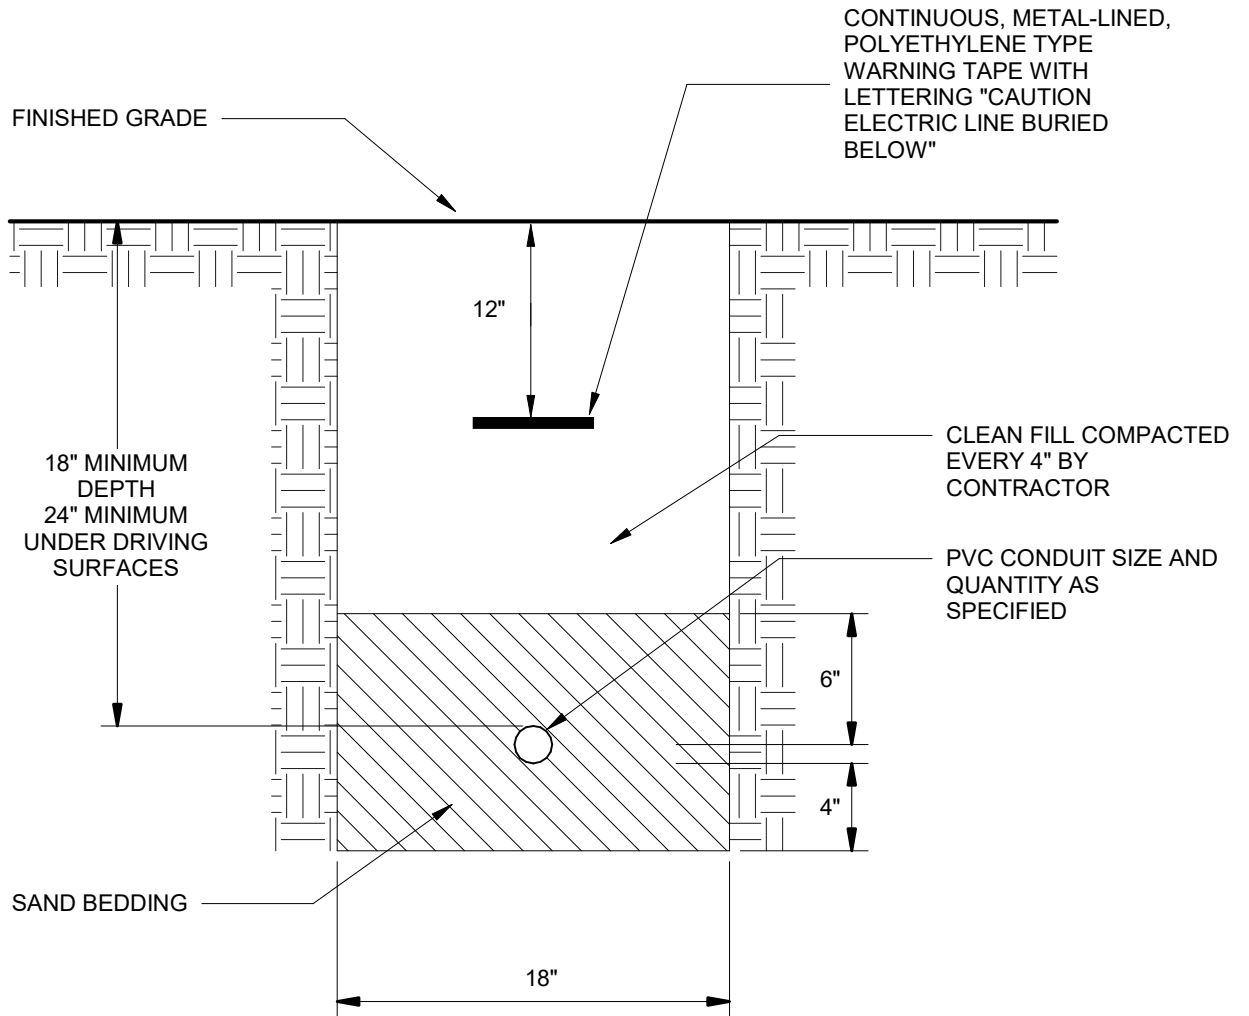 CONTINUOUS, METAL-LINED,
POLYETHYLENE TYPE
WARNING TAPE WITH
LETTERING "CAUTION
ELECTRIC LINE BURIED
BELOW"
FINISHED GRADE
12"
18" MINIMUM
DEPTH
24" MINIMUM
UNDER DRIVING
SURFACES
CLEAN FILL COMPACTED
EVERY 4" BY
CONTRACTOR
PVC CONDUIT SIZE AND
QUANTITY AS
SPECIFIED
6"
4"
SAND BEDDING
18"